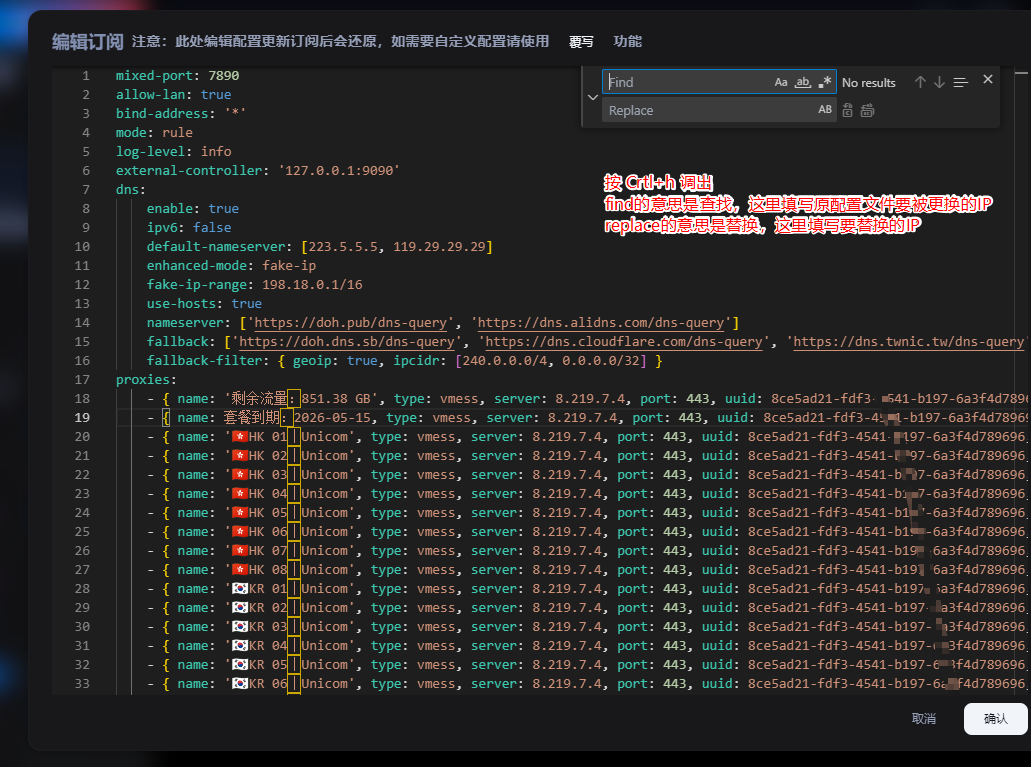 编辑订阅 注意：此处编辑配置更新订阅后会还原，如需要自定义配置请使用 覆写 功能
1 mixed-port: 7890
2 allow-lan: true
3 bind-address: '*'
4 mode: rule
5 log-level: info
6 external-controller: '127.0.0.1:9090'
7 dns:
8 enable: true
9 ipv6: false
10 default-nameserver: [223.5.5.5, 119.29.29.29]
11 enhanced-mode: fake-ip
12 fake-ip-range: 198.18.0.1/16
13 use-hosts: true
14 nameserver: ['https://doh.pub/dns-query', 'https://dns.alidns.com/dns-query']
15 fallback: ['https://doh.dns.sb/dns-query', 'https://dns.cloudflare.com/dns-query', 'https://dns.twnic.tw/dns-query'
16 fallback-filter: { geoip: true, ipcidr: [240.0.0.0/4, 0.0.0.0/32] }
17 proxies:
18 - { name: '剩余流量：851.38 GB', type: vmess, server: 8.219.7.4, port: 443, uuid: 8ce5ad21-fdf3- 541-b197-6a3f4d7896
19 - { name: 套餐到期：2026-05-15, type: vmess, server: 8.219.7.4, port: 443, uuid: 8ce5ad21-fdf3-45 1-b197-6a3f4d78969
20 - { name: '🇭🇰HK 01｜Unicom', type: vmess, server: 8.219.7.4, port: 443, uuid: 8ce5ad21-fdf3-4541- 197-6a3f4d789696
21 - { name: '🇭🇰HK 02｜Unicom', type: vmess, server: 8.219.7.4, port: 443, uuid: 8ce5ad21-fdf3-4541- 97-6a3f4d789696
22 - { name: '🇭🇰HK 03｜Unicom', type: vmess, server: 8.219.7.4, port: 443, uuid: 8ce5ad21-fdf3-4541-b 7-6a3f4d789696
23 - { name: '🇭🇰HK 04｜Unicom', type: vmess, server: 8.219.7.4, port: 443, uuid: 8ce5ad21-fdf3-4541-b 7-6a3f4d789696
24 - { name: '🇭🇰HK 05｜Unicom', type: vmess, server: 8.219.7.4, port: 443, uuid: 8ce5ad21-fdf3-4541-b1 -6a3f4d789696
25 - { name: '🇭🇰HK 06｜Unicom', type: vmess, server: 8.219.7.4, port: 443, uuid: 8ce5ad21-fdf3-4541-b19 -6a3f4d789696
26 - { name: '🇭🇰HK 07｜Unicom', type: vmess, server: 8.219.7.4, port: 443, uuid: 8ce5ad21-fdf3-4541-b19 -6a3f4d789696
27 - { name: '🇭🇰HK 08｜Unicom', type: vmess, server: 8.219.7.4, port: 443, uuid: 8ce5ad21-fdf3-4541-b197 6a3f4d789696
28 - { name: '🇰🇷KR 01｜Unicom', type: vmess, server: 8.219.7.4, port: 443, uuid: 8ce5ad21-fdf3-4541-b197- a3f4d789696
29 - { name: '🇰🇷KR 02｜Unicom', type: vmess, server: 8.219.7.4, port: 443, uuid: 8ce5ad21-fdf3-4541-b197- a3f4d789696
30 - { name: '🇰🇷KR 03｜Unicom', type: vmess, server: 8.219.7.4, port: 443, uuid: 8ce5ad21-fdf3-4541-b197- 3f4d789696
31 - { name: '🇰🇷KR 04｜Unicom', type: vmess, server: 8.219.7.4, port: 443, uuid: 8ce5ad21-fdf3-4541-b197- 3f4d789696
32 - { name: '🇰🇷KR 05｜Unicom', type: vmess, server: 8.219.7.4, port: 443, uuid: 8ce5ad21-fdf3-4541-b197-6 3f4d789696
33 - { name: '🇰🇷KR 06｜Unicom', type: vmess, server: 8.219.7.4, port: 443, uuid: 8ce5ad21-fdf3-4541-b197-6a f4d789696
Find Aa ab .* No results
Replace AB
按 Crtl+h 调出
find的意思是查找，这里填写原配置文件要被更换的IP
replace的意思是替换，这里填写要替换的IP
取消 确认